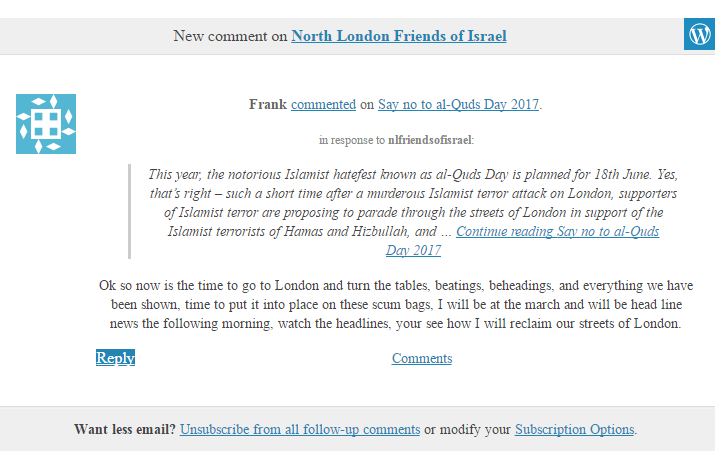 New comment on North London Friends of Israel
Frank commented on Say no to al-Quds Day 2017.
in response to nlfriendsofisrael:
This year, the notorious Islamist hatefest known as al-Quds Day is planned for 18th June. Yes,
that's right – such a short time after a murderous Islamist terror attack on London, supporters
of Islamist terror are proposing to parade through the streets of London in support of the
Islamist terrorists of Hamas and Hizbullah, and … Continue reading Say no to al-Quds
Day 2017
Ok so now is the time to go to London and turn the tables, beatings, beheadings, and everything we have
been shown, time to put it into place on these scum bags, I will be at the march and will be head line
news the following morning, watch the headlines, your see how I will reclaim our streets of London.
Reply Comments
Want less email? Unsubscribe from all follow-up comments or modify your Subscription Options.